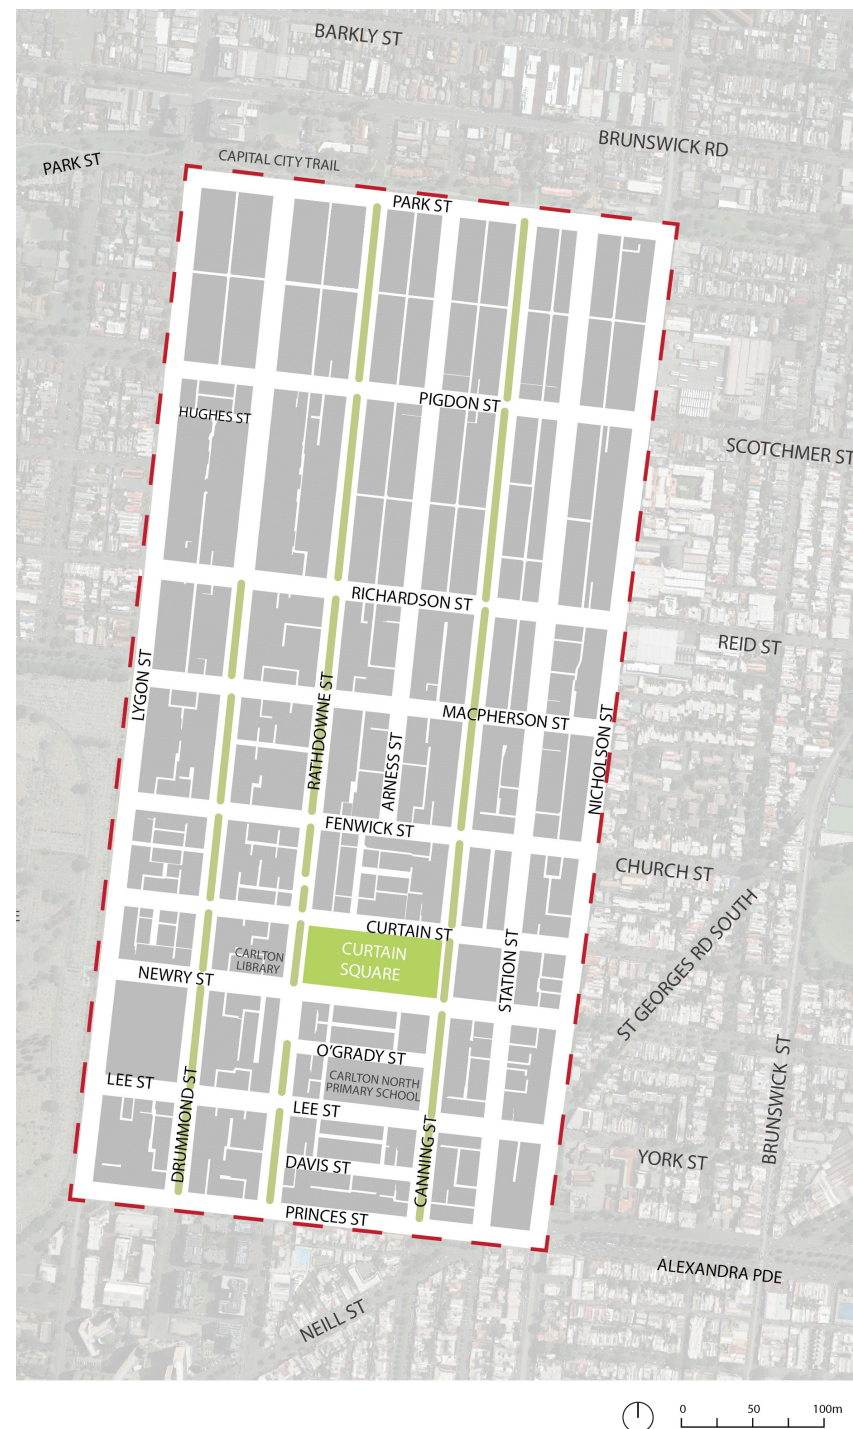 BARKLY ST
BRUNSWICK RD
PARK ST
CAPITAL CITY TRAIL
PARK ST
PIGDON ST
HUGHES ST
SCOTCHMER ST
RICHARDSON ST
REID ST
LYGON ST
RATHDOWNE ST
MACPHERSON ST
ARNESS ST
NICHOLSON ST
FENWICK ST
CHURCH ST
CURTAIN ST
CURTAIN
SQUARE
CARLTON
LIBRARY
NEWRY ST
STATION ST
ST GEORGES RD SOUTH
O'GRADY ST
CARLTON NORTH
PRIMARY SCHOOL
LEE ST
LEE ST
DRUMMOND ST
CANNING ST
BRUNSWICK ST
YORK ST
DAVIS ST
PRINCES ST
ALEXANDRA PDE
NEILL ST
0 50 100m